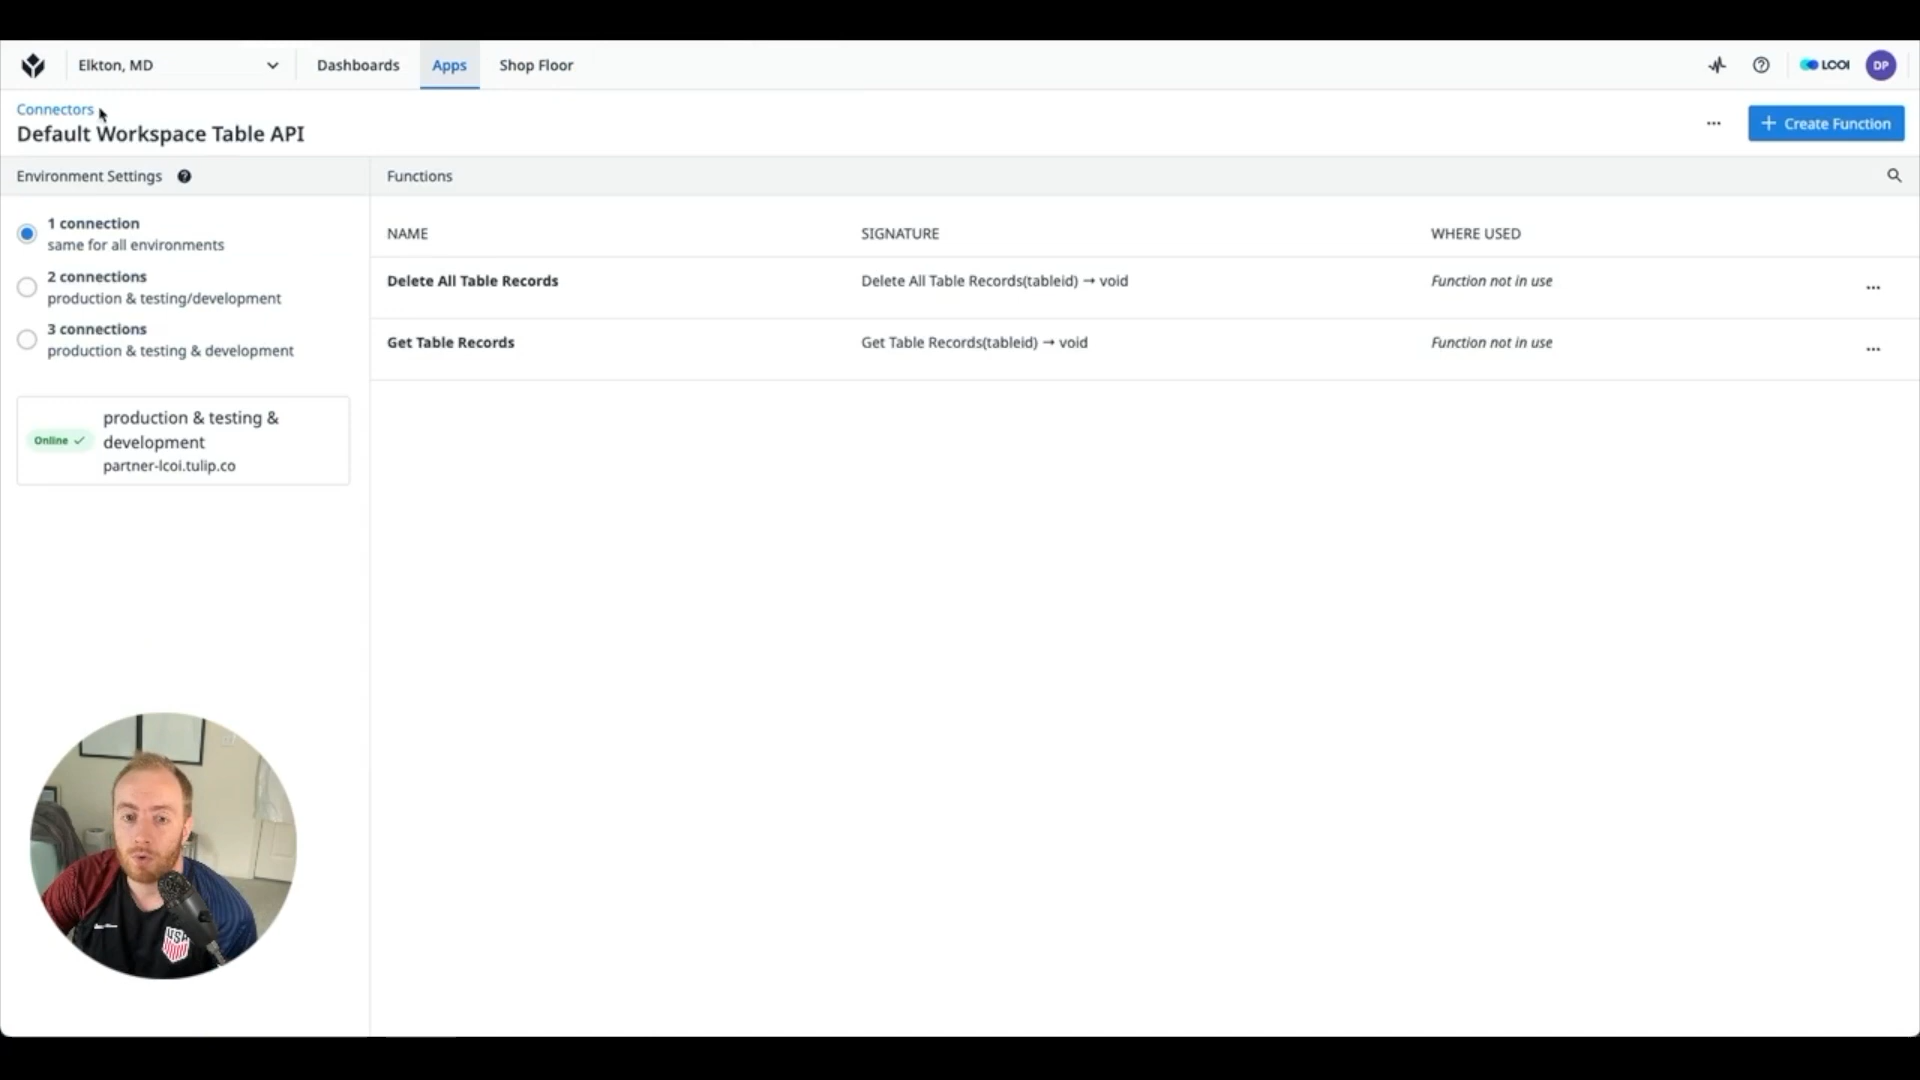 Elkton, MD
Dashboards
Apps
Shop Floor
LCOI
DP
Connectors
Default Workspace Table API
Create Function
Environment Settings
Functions
1 connection
same for all environments
2 connections
production & testing/development
3 connections
production & testing & development
Online
production & testing &
development
partner-lcoi.tulip.co
NAME
SIGNATURE
WHERE USED
Delete All Table Records
Delete All Table Records(tableid) → void
Function not in use
Get Table Records
Get Table Records(tableid) → void
Function not in use
USA